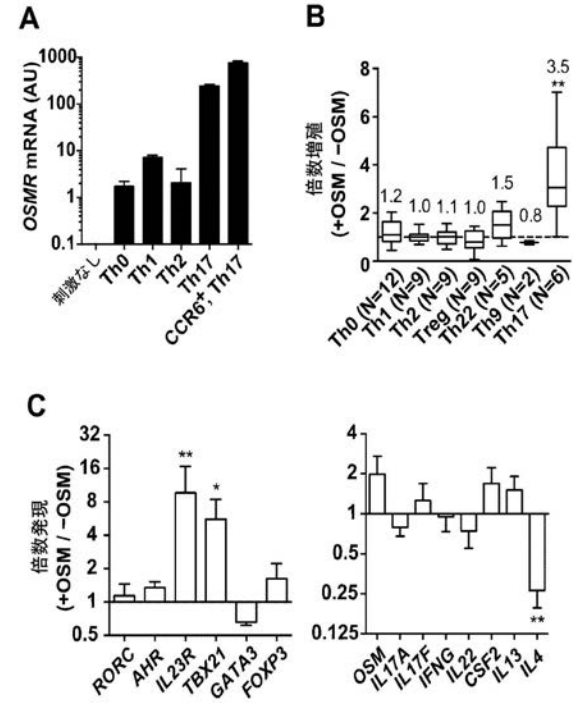 A
OSMR mRNA (AU)
1000
100
10
1
0.1
刺激なし
Th0
Th1
Th2
Th17
CCR6+, Th17
B
倍数増殖
(+OSM / −OSM)
8
6
4
2
0
1.2
1.0
1.1
1.0
1.5
0.8
3.5
**
Th0 (N=12)
Th1 (N=9)
Th2 (N=9)
Treg (N=9)
Th22 (N=5)
Th9 (N=2)
Th17 (N=6)
C
倍数発現
(+OSM / −OSM)
32
16
8
4
2
1
0.5
**
*
RORC
AHR
IL23R
TBX21
GATA3
FOXP3
4
2
1
0.5
0.25
0.125
**
OSM
IL17A
IL17F
IFNG
IL22
CSF2
IL13
IL4